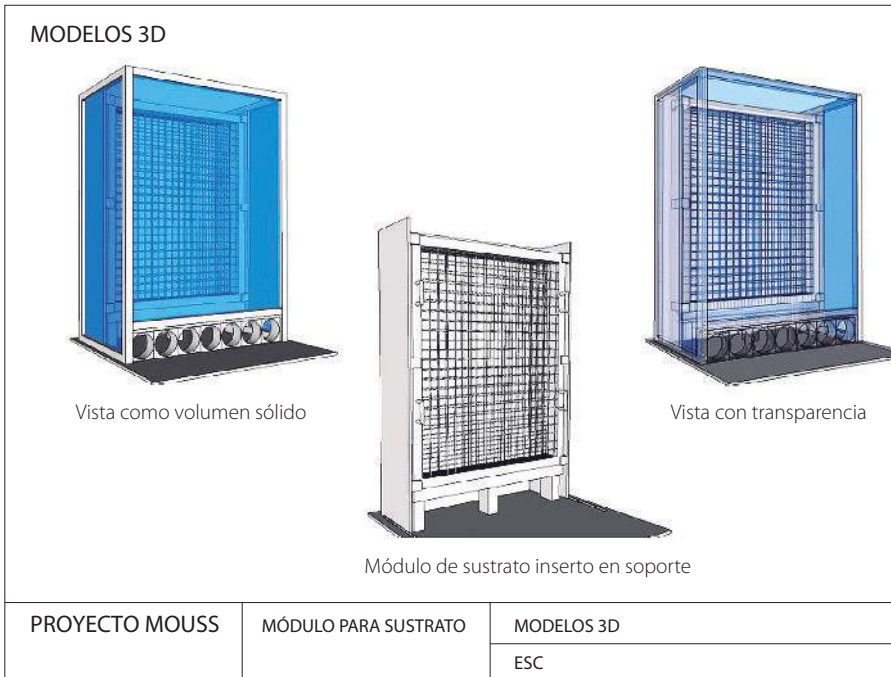 MODELOS 3D
Vista como volumen sólido
Vista con transparencia
Módulo de sustrato inserto en soporte
PROYECTO MOUSS
MÓDULO PARA SUSTRATO
MODELOS 3D
ESC